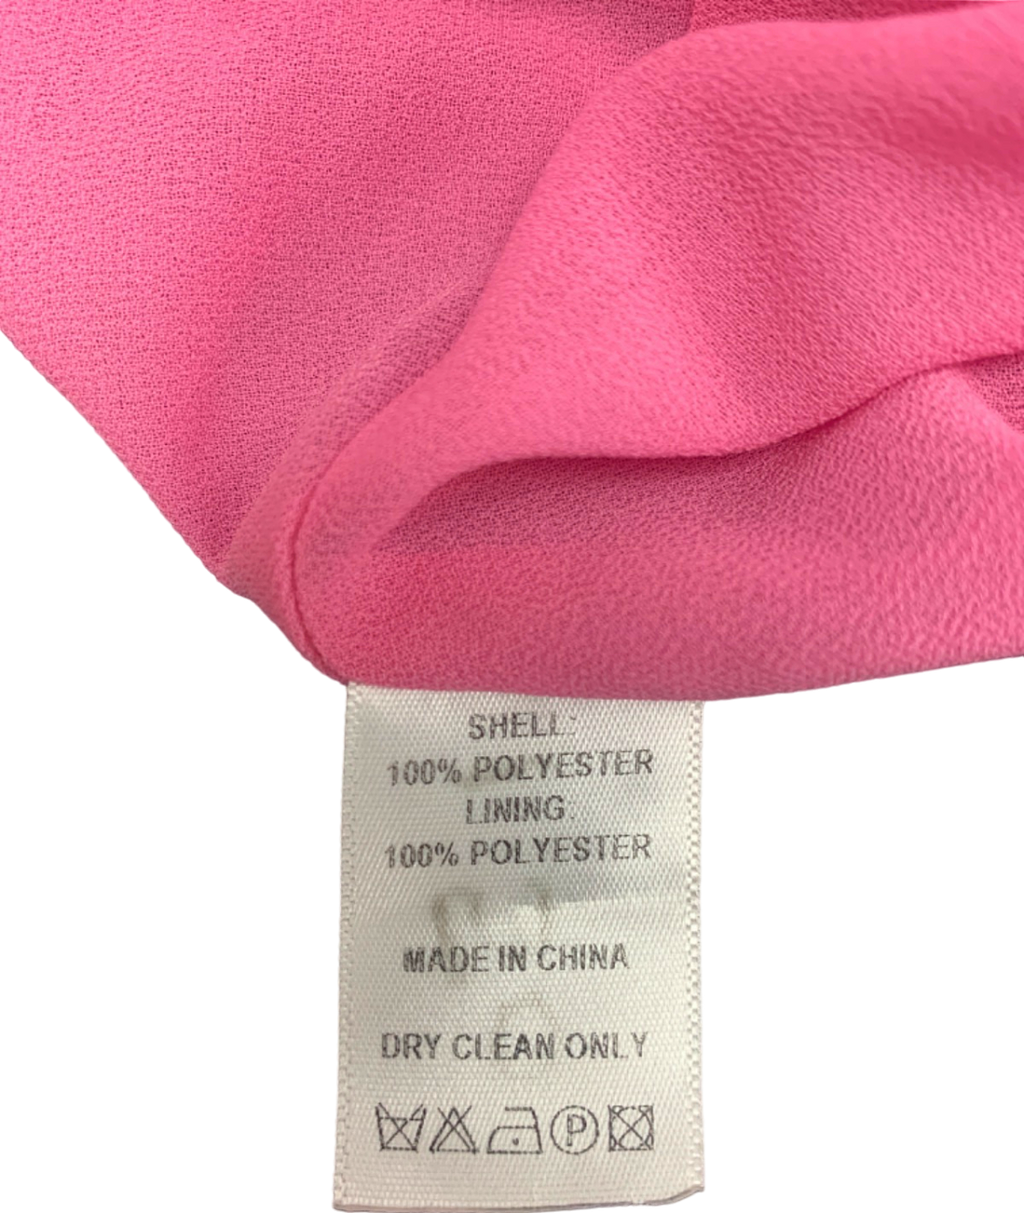 SHELL:
100% POLYESTER
LINING:
100% POLYESTER
MADE IN CHINA
DRY CLEAN ONLY
P